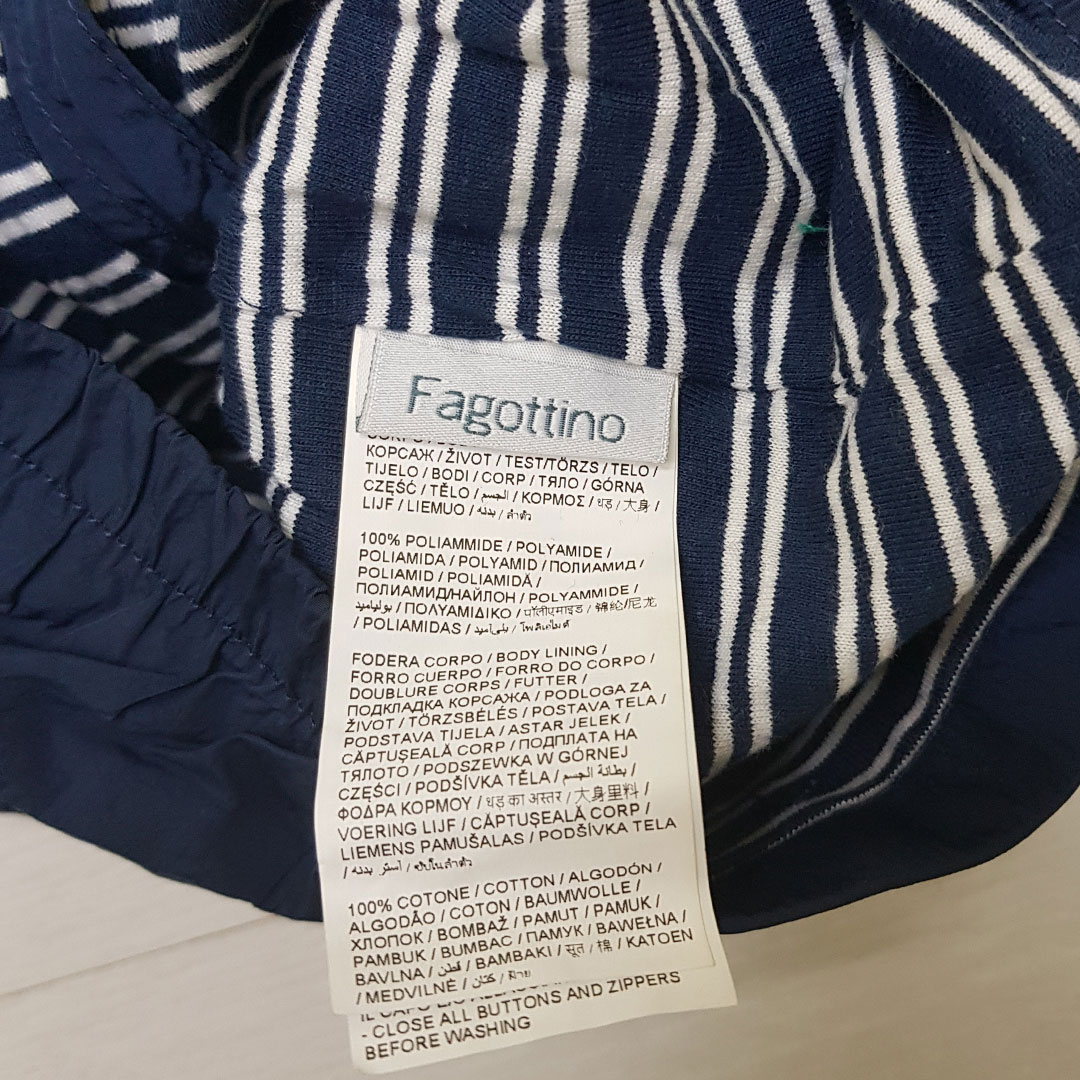 Fagottino
КОРСАЖ / ŽIVOT / TEST/TÖRZS / TELO /
TIJELO / BODI / CORP / ТЯЛО / GÓRNA
CZĘŚĆ / TĚLO / الجسم / ΚΟΡΜΟΣ / धड़ / 大身 /
LIJF / LIEMUO / بدنه / ลำตัว
100% POLIAMMIDE / POLYAMIDE /
POLIAMIDA / POLYAMID / ПОЛИАМИД /
POLIAMID / POLIAMIDĂ /
ПОЛИАМИД/НАЙЛОН / POLYAMMIDE /
بولياميد / ΠΟΛΥΑΜΙΔΙΚΟ / पॉलीएमाइड / 锦纶/尼龙
/ POLIAMIDAS / پلی‌آمید / โพลีเอไมด์
FODERA CORPO / BODY LINING /
FORRO CUERPO / FORRO DO CORPO /
DOUBLURE CORPS / FUTTER /
ПОДКЛАДКА КОРСАЖА / PODLOGA ZA
ŽIVOT / TÖRZSBÉLÉS / POSTAVA TELA /
PODSTAVA TIJELA / ASTAR JELEK /
CĂPTUȘEALĂ CORP / ПОДПЛАТА НА
ТЯЛОТО / PODSZEWKA W GÓRNEJ
CZĘŚCI / PODŠÍVKA TĚLA / بطانة الجسم /
ΦΟΔΡΑ ΚΟΡΜΟΥ / धड़ का अस्तर / 大身里料 /
VOERING LIJF / CĂPTUȘEALĂ CORP /
LIEMENS PAMUŠALAS / PODŠÍVKA TELA
/ آستر بدنه / ซับในลำตัว
100% COTONE / COTTON / ALGODÓN /
ALGODÃO / COTON / BAUMWOLLE /
ХЛОПОК / BOMBAŽ / PAMUT / PAMUK /
PAMBUK / BUMBAC / ПАМУК / BAWEŁNA /
BAVLNA / قطن / ΒΑΜΒΑΚΙ / सूत / 棉 / KATOEN
/ MEDVILNĖ / کتان / ฝ้าย
- CLOSE ALL BUTTONS AND ZIPPERS
BEFORE WASHING